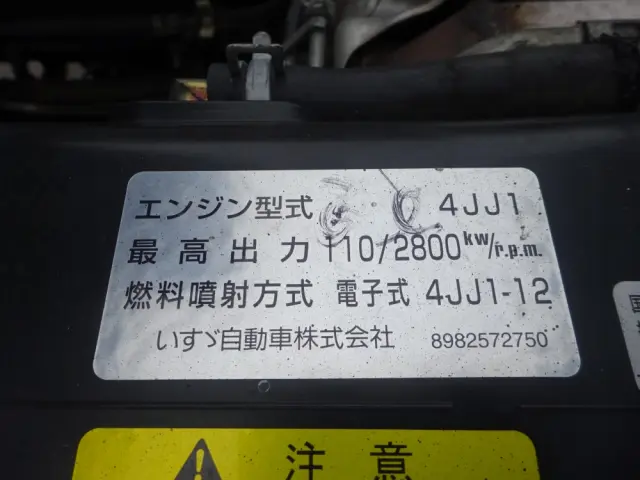 エンジン型式 4JJ1
最高出力 110/2800kw/r.p.m.
燃料噴射方式 電子式 4JJ1-12
いすゞ自動車株式会社 8982572750
注意